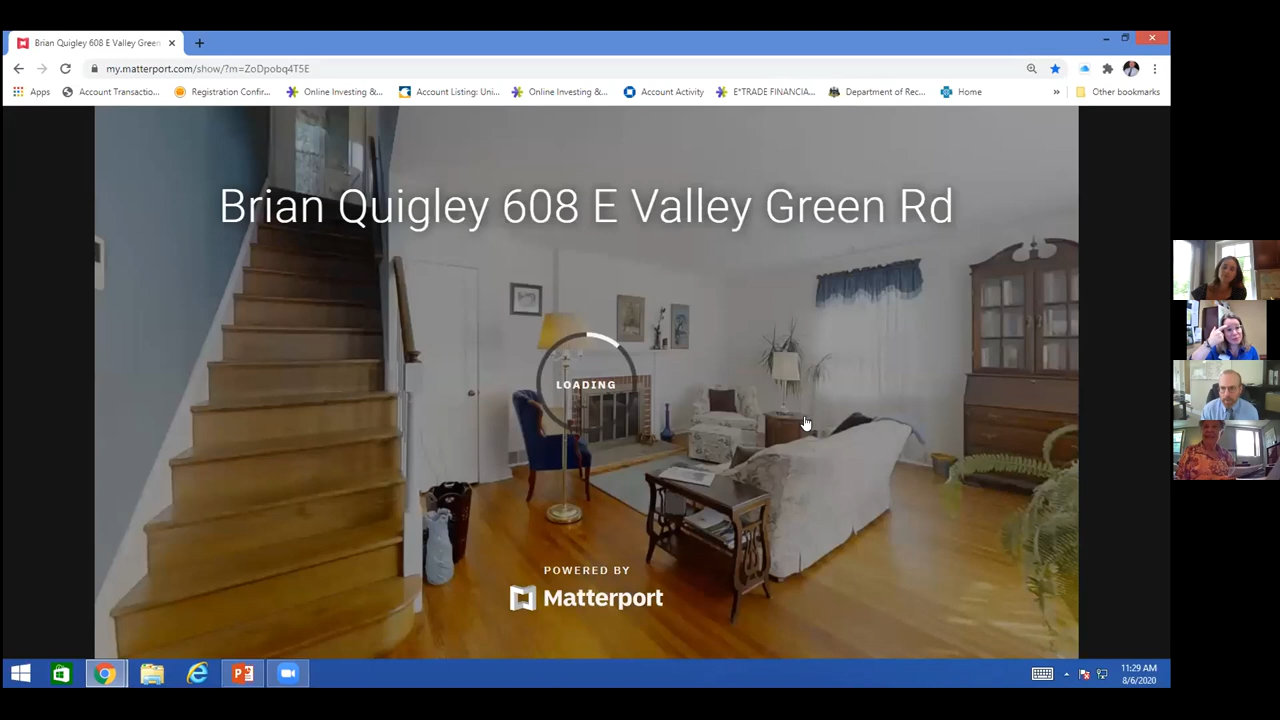 Brian Quigley 608 E Valley Green
my.matterport.com/show/?m=ZoDpobq4T5E
Apps
Account Transactio...
Registration Confir...
Online Investing &...
Account Listing: Uni...
Online Investing &...
Account Activity
E*TRADE FINANCIA...
Department of Rec...
Home
»
Other bookmarks
Brian Quigley 608 E Valley Green Rd
LOADING
POWERED BY
Matterport
11:29 AM
8/6/2020